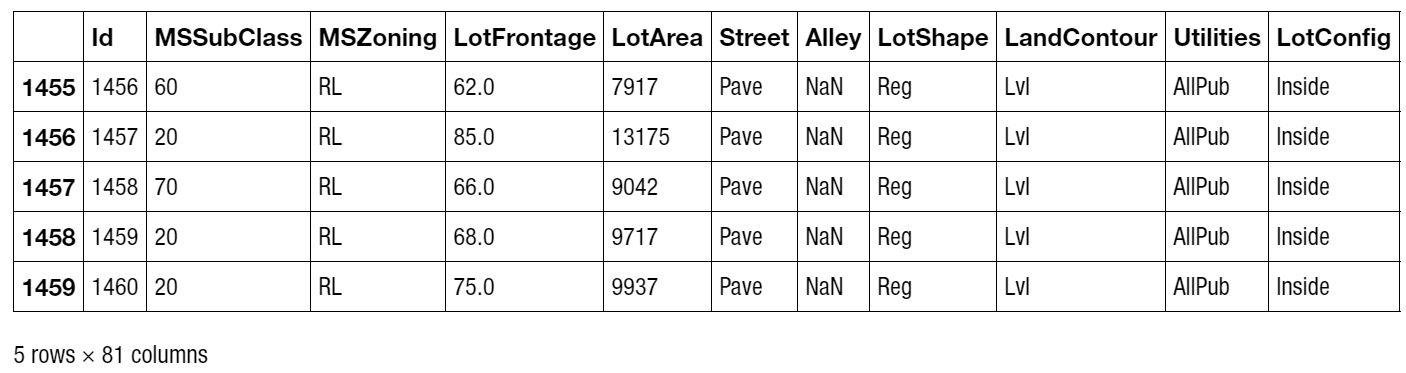 Id MSSubClass MSZoning LotFrontage LotArea Street Alley LotShape LandContour Utilities LotConfig
1455 1456 60 RL 62.0 7917 Pave NaN Reg Lvl AllPub Inside
1456 1457 20 RL 85.0 13175 Pave NaN Reg Lvl AllPub Inside
1457 1458 70 RL 66.0 9042 Pave NaN Reg Lvl AllPub Inside
1458 1459 20 RL 68.0 9717 Pave NaN Reg Lvl AllPub Inside
1459 1460 20 RL 75.0 9937 Pave NaN Reg Lvl AllPub Inside
5 rows × 81 columns